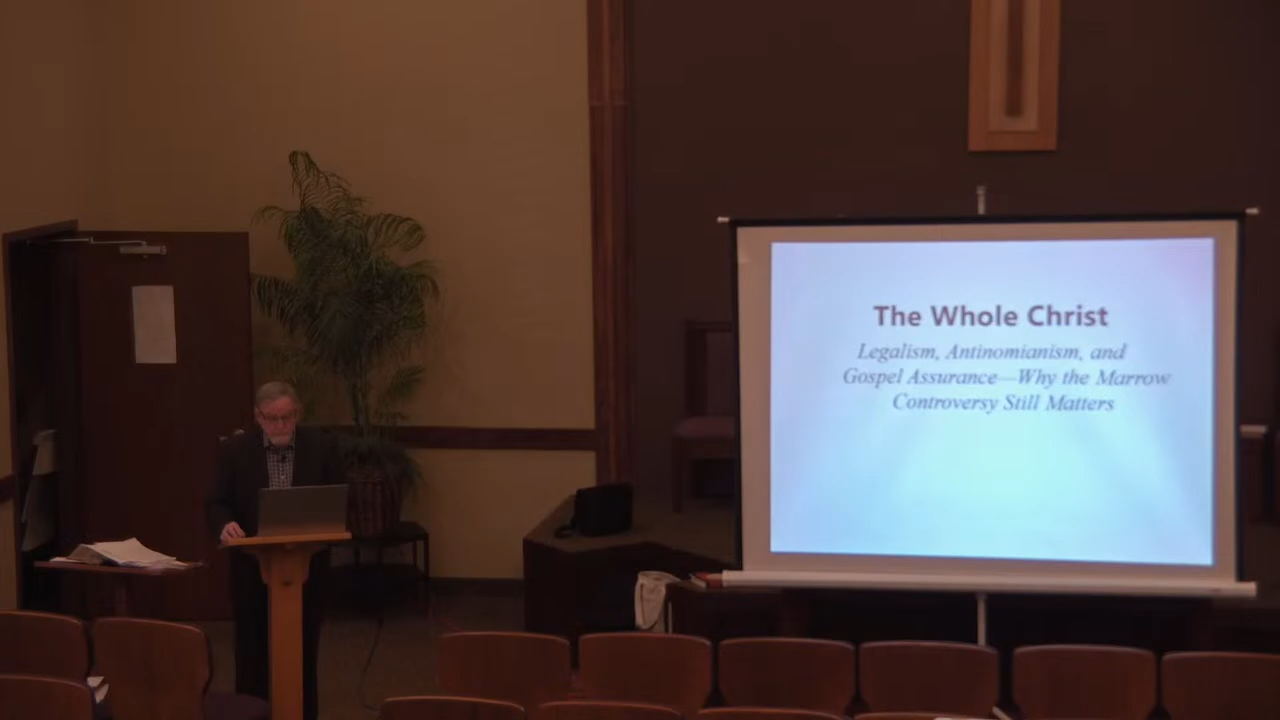 The Whole Christ
Legalism, Antinomianism, and
Gospel Assurance—Why the Marrow
Controversy Still Matters